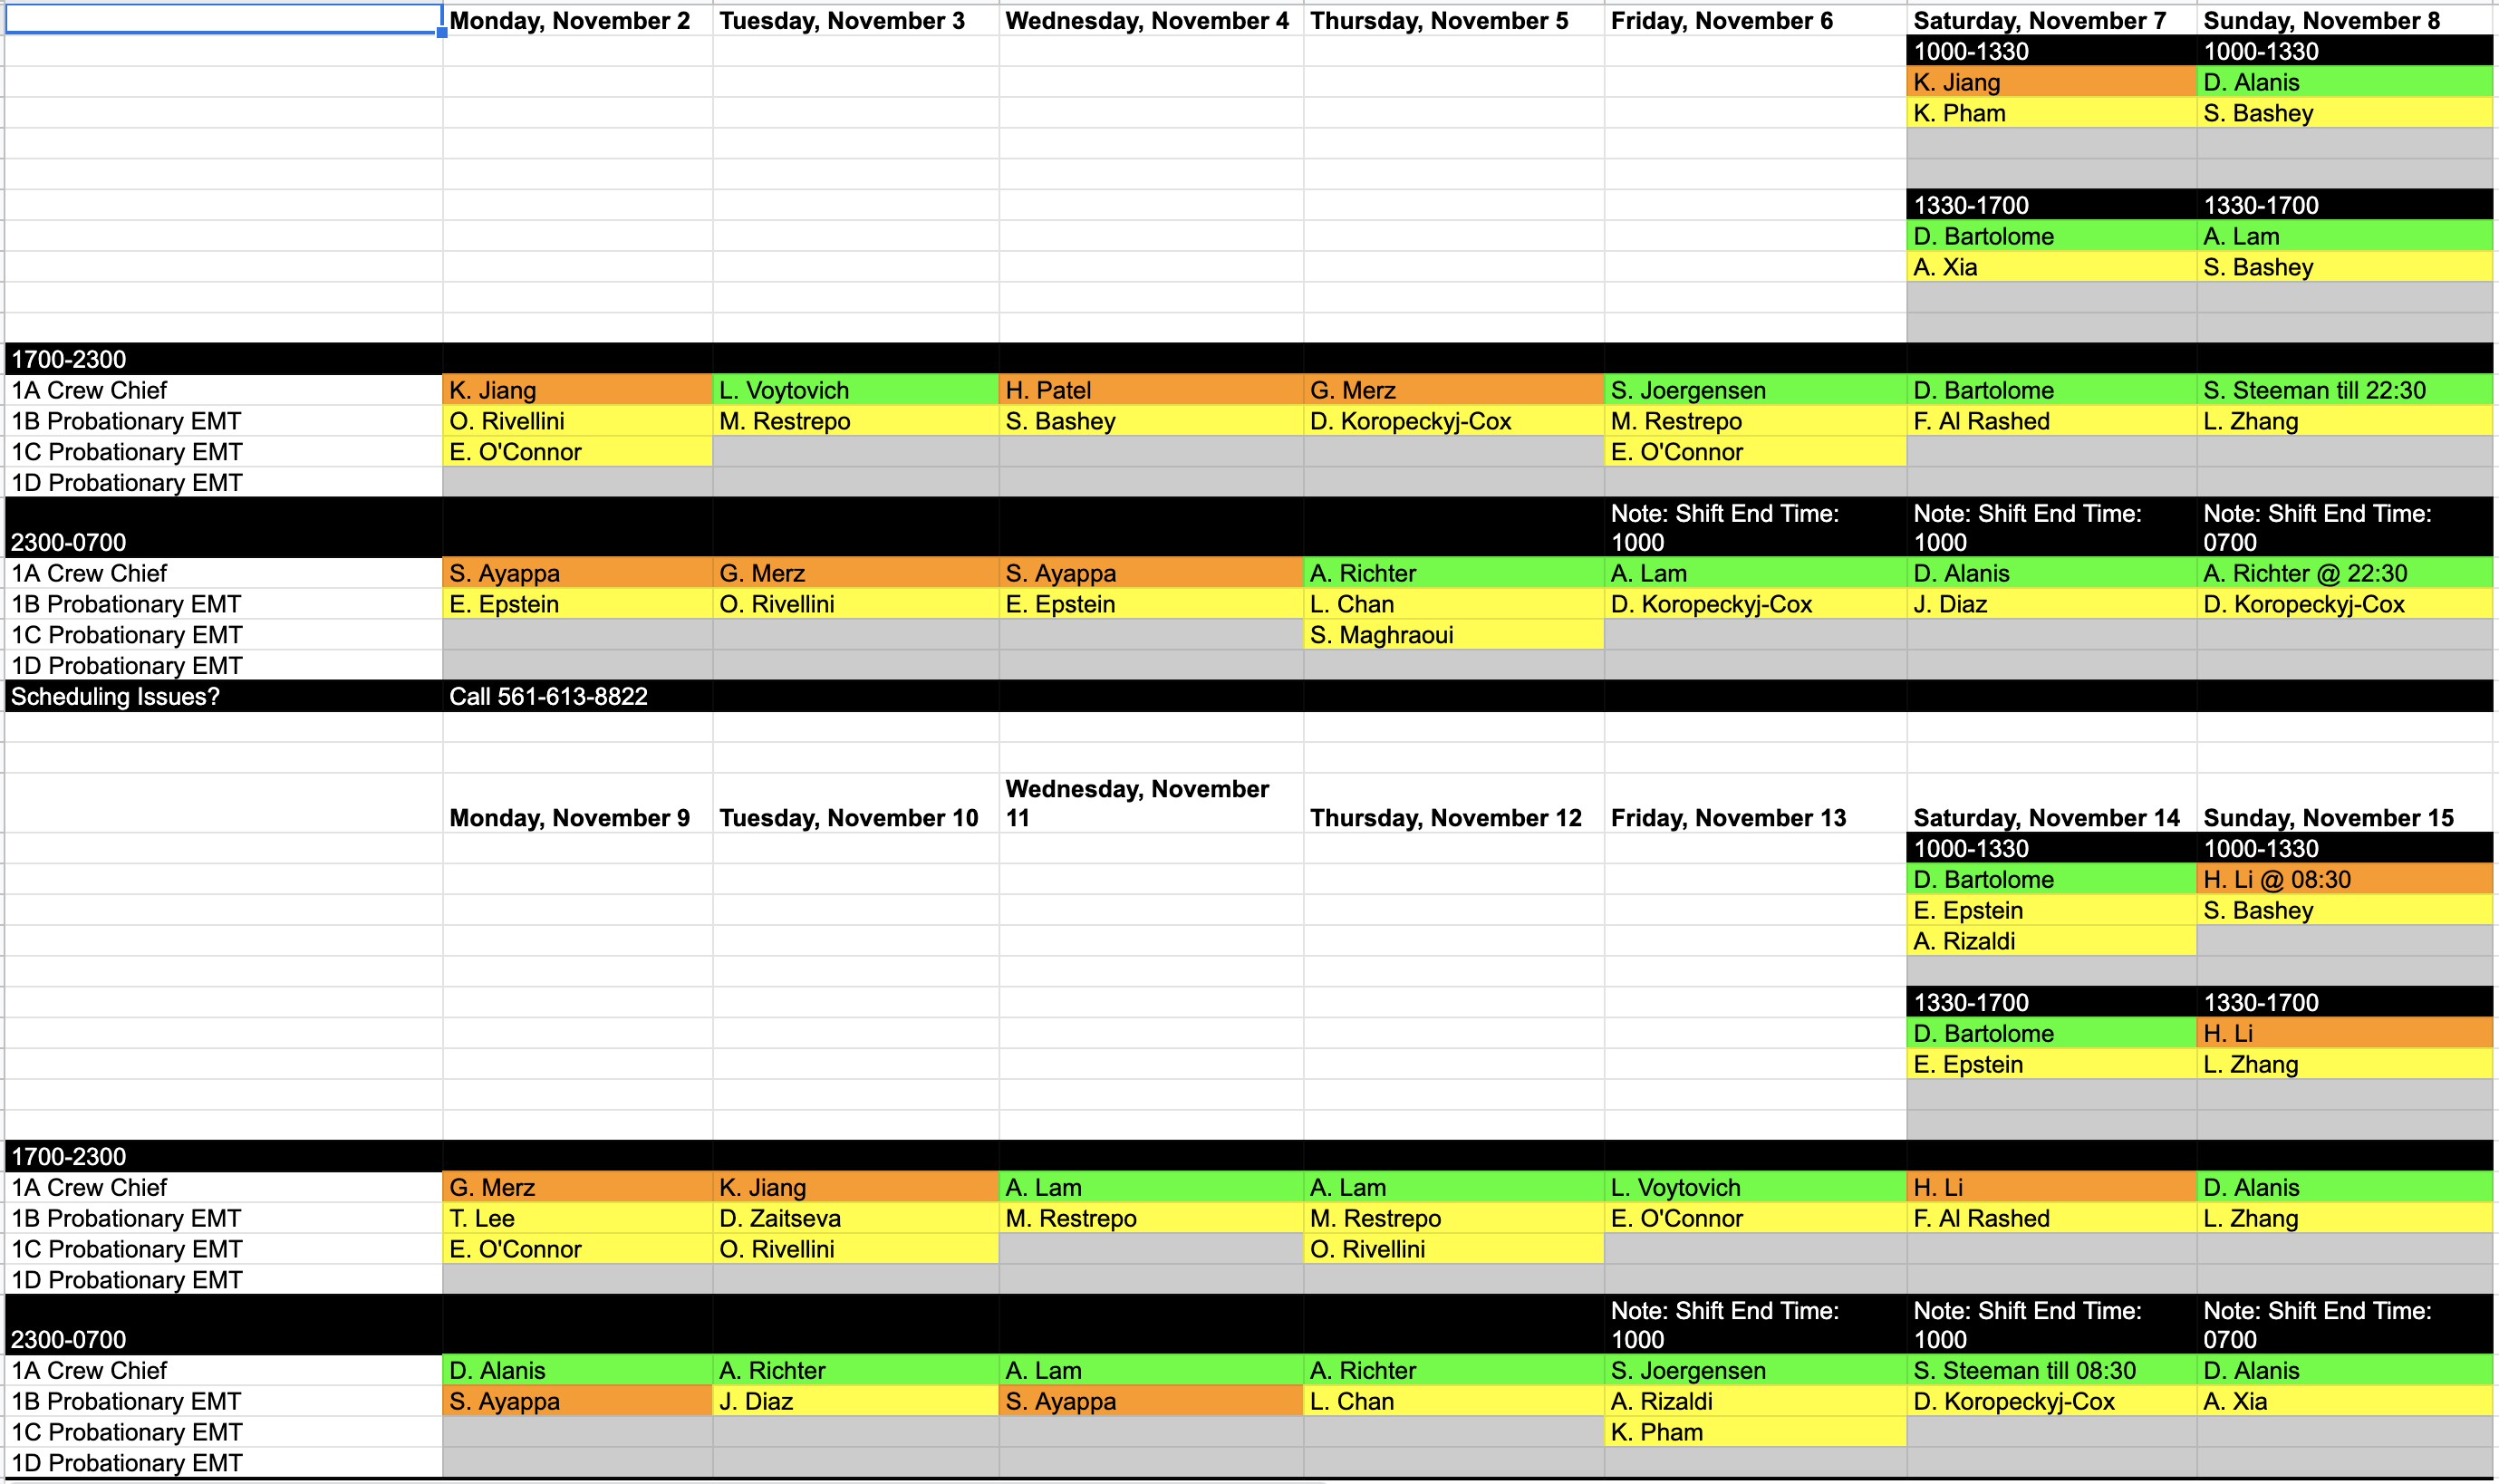 Monday, November 2 Tuesday, November 3 Wednesday, November 4 Thursday, November 5 Friday, November 6 Saturday, November 7 Sunday, November 8
1000-1330 1000-1330
K. Jiang D. Alanis
K. Pham S. Bashey
1330-1700 1330-1700
D. Bartolome A. Lam
A. Xia S. Bashey
1700-2300
1A Crew Chief K. Jiang L. Voytovich H. Patel G. Merz S. Joergensen D. Bartolome S. Steeman till 22:30
1B Probationary EMT O. Rivellini M. Restrepo S. Bashey D. Koropeckyj-Cox M. Restrepo F. Al Rashed L. Zhang
1C Probationary EMT E. O'Connor E. O'Connor
1D Probationary EMT
Note: Shift End Time: Note: Shift End Time: Note: Shift End Time:
2300-0700 1000 1000 0700
1A Crew Chief S. Ayappa G. Merz S. Ayappa A. Richter A. Lam D. Alanis A. Richter @ 22:30
1B Probationary EMT E. Epstein O. Rivellini E. Epstein L. Chan D. Koropeckyj-Cox J. Diaz D. Koropeckyj-Cox
1C Probationary EMT S. Maghraoui
1D Probationary EMT
Scheduling Issues? Call 561-613-8822
Wednesday, November
Monday, November 9 Tuesday, November 10 11 Thursday, November 12 Friday, November 13 Saturday, November 14 Sunday, November 15
1000-1330 1000-1330
D. Bartolome H. Li @ 08:30
E. Epstein S. Bashey
A. Rizaldi
1330-1700 1330-1700
D. Bartolome H. Li
E. Epstein L. Zhang
1700-2300
1A Crew Chief G. Merz K. Jiang A. Lam A. Lam L. Voytovich H. Li D. Alanis
1B Probationary EMT T. Lee D. Zaitseva M. Restrepo M. Restrepo E. O'Connor F. Al Rashed L. Zhang
1C Probationary EMT E. O'Connor O. Rivellini O. Rivellini
1D Probationary EMT
Note: Shift End Time: Note: Shift End Time: Note: Shift End Time:
2300-0700 1000 1000 0700
1A Crew Chief D. Alanis A. Richter A. Lam A. Richter S. Joergensen S. Steeman till 08:30 D. Alanis
1B Probationary EMT S. Ayappa J. Diaz S. Ayappa L. Chan A. Rizaldi D. Koropeckyj-Cox A. Xia
1C Probationary EMT K. Pham
1D Probationary EMT